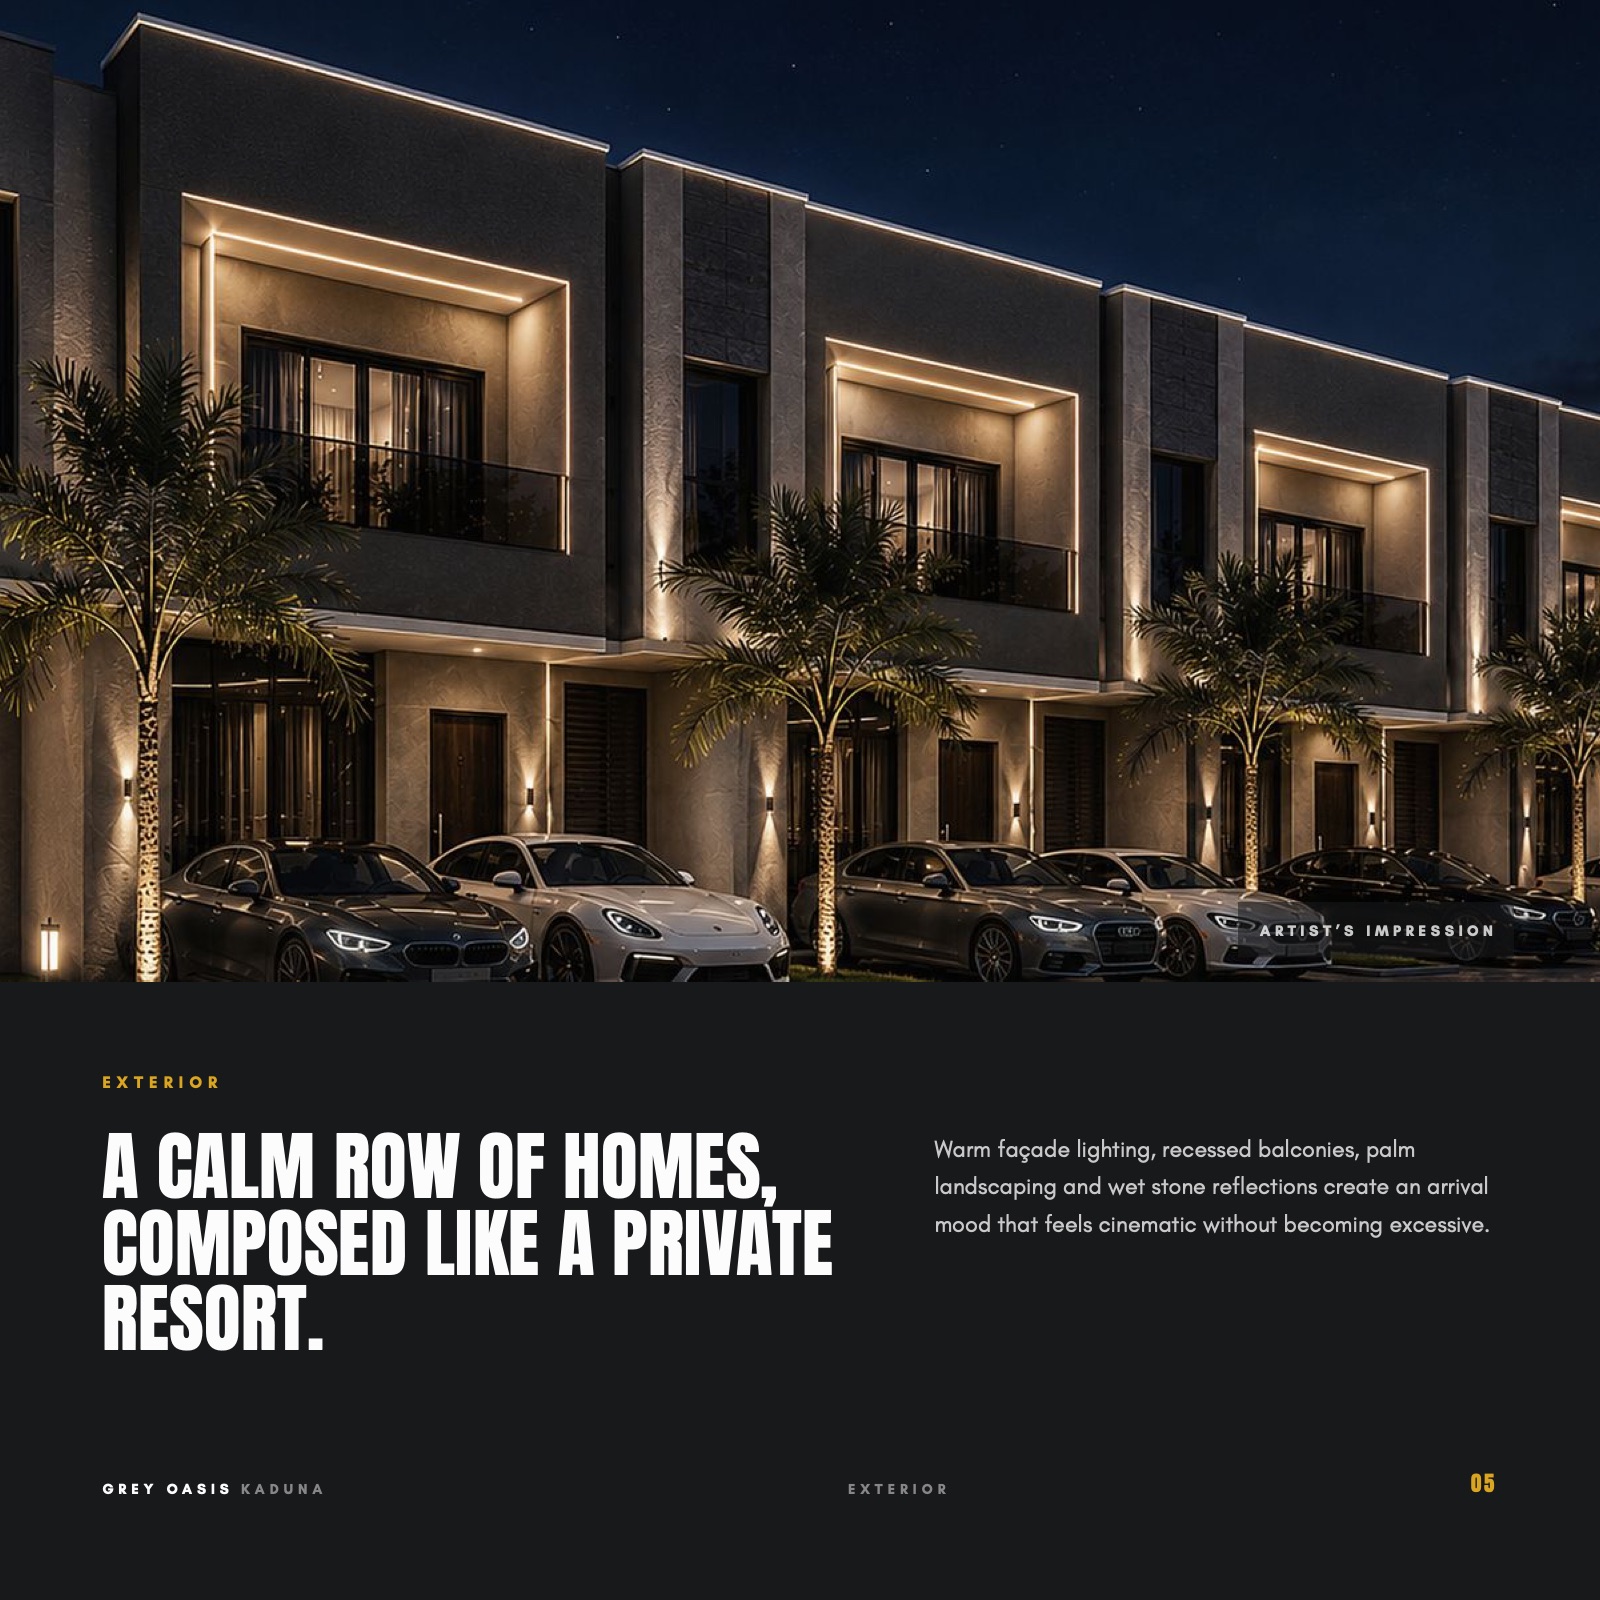 ARTIST’S IMPRESSION
EXTERIOR
A CALM ROW OF HOMES,
COMPOSED LIKE A PRIVATE
RESORT.
Warm façade lighting, recessed balconies, palm
landscaping and wet stone reflections create an arrival
mood that feels cinematic without becoming excessive.
GREY OASIS KADUNA
EXTERIOR
05